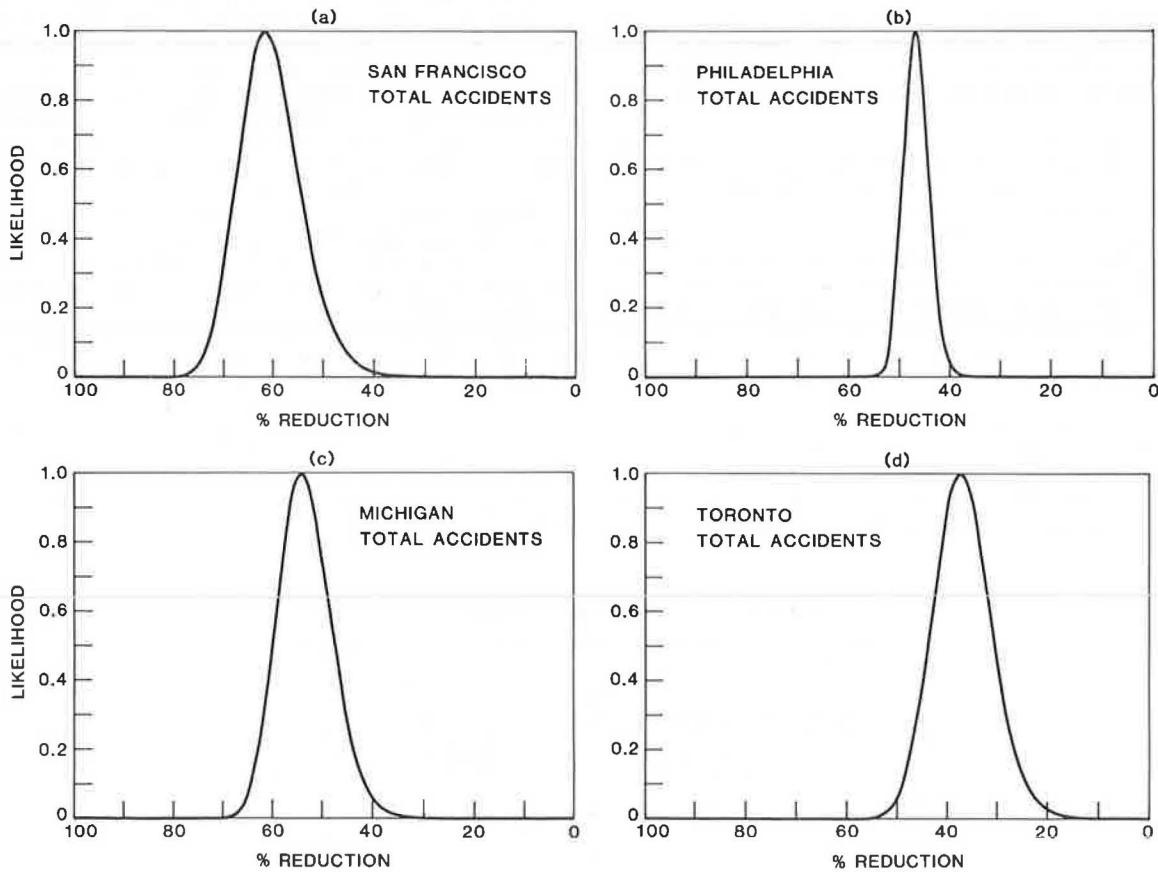 (a)
1.0
0.8
0.6
0.4
0.2
0
LIKELIHOOD
SAN FRANCISCO
TOTAL ACCIDENTS
100 80 60 40 20 0
% REDUCTION
(b)
1.0
0.8
0.6
0.4
0.2
0
PHILADELPHIA
TOTAL ACCIDENTS
100 80 60 40 20 0
% REDUCTION
(c)
1.0
0.8
0.6
0.4
0.2
0
LIKELIHOOD
MICHIGAN
TOTAL ACCIDENTS
100 80 60 40 20 0
% REDUCTION
(d)
1.0
0.8
0.6
0.4
0.2
0
TORONTO
TOTAL ACCIDENTS
100 80 60 40 20 0
% REDUCTION